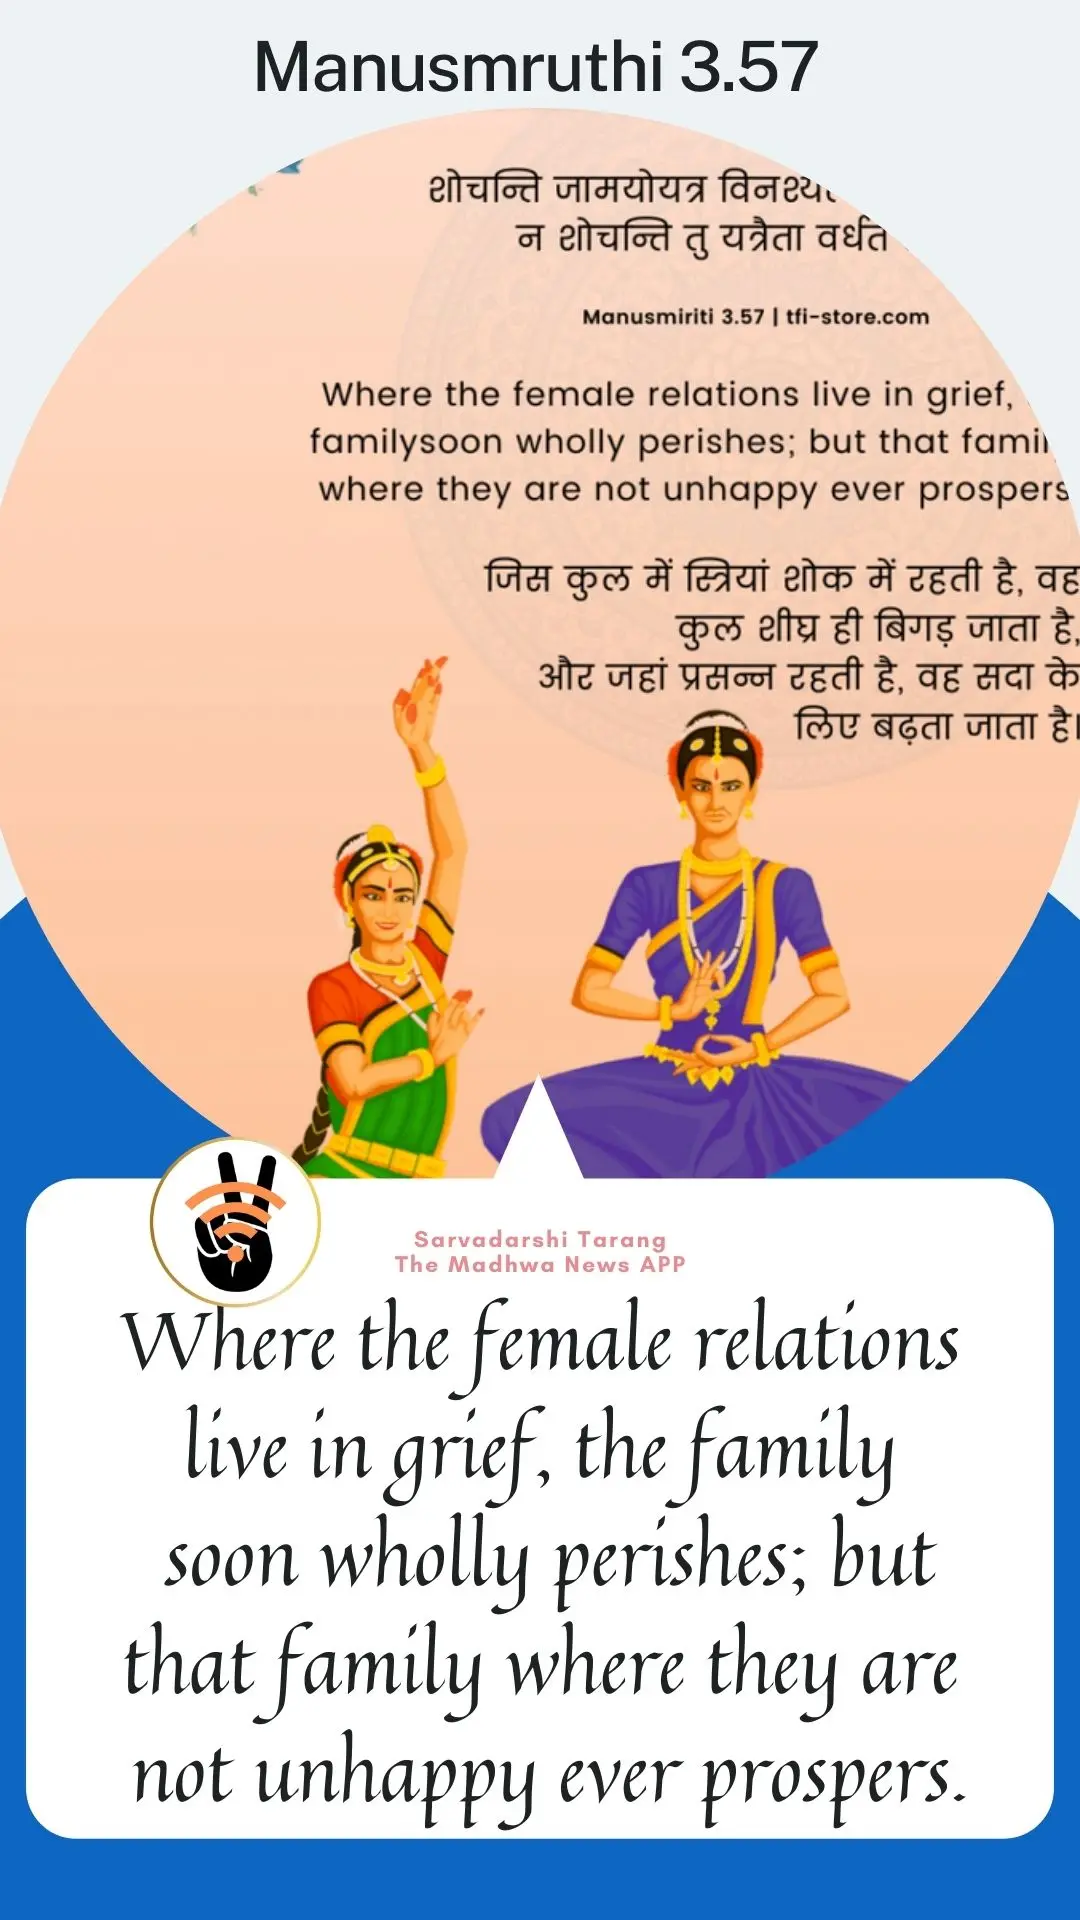 Manusmruthi 3.57
शोचन्ति जामयोयत्र
न शोचन्ति तु यत्रैता वर्धते
Manusmiriti 3.57 | tfi-store.com
Where the female relations live in grief,
familysoon wholly perishes; but that
where they are not unhappy ever prospers
जिस कुल में स्त्रियां शोक में रहती है, वह
कुल शीघ्र ही बिगड़ जाता है,
और जहां प्रसन्न रहती है, वह सदा के
लिए बढ़ता जाता है।
Sarvadarshi Tarang
The Madhwa News APP
Where the female relations
live in grief, the family
soon wholly perishes; but
that family where they are
not unhappy ever prospers.